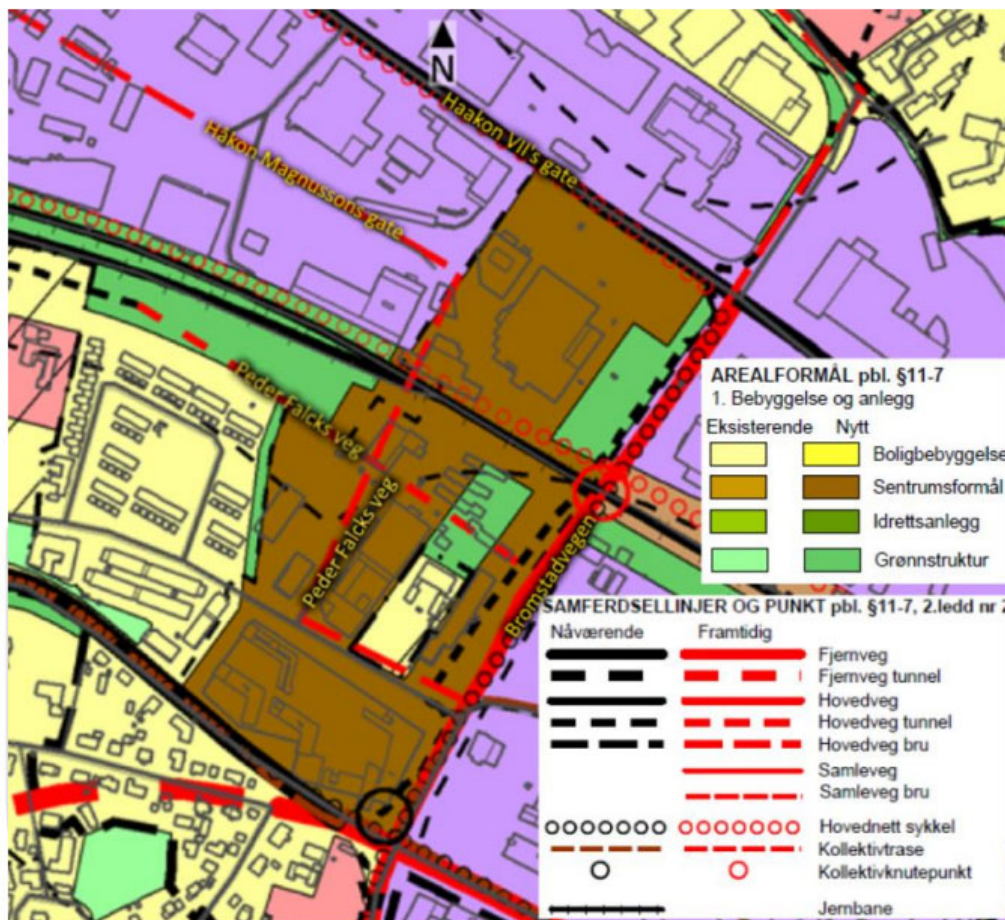 N
Haakon VII's gate
Håkon Magnussons gate
Peder Falcks veg
Peder Falcks veg
Bromstadvegen
AREALFORMÅL pbl. §11-7
1. Bebyggelse og anlegg
Eksisterende Nytt
Boligbebyggelse
Sentrumsformål
Idrettsanlegg
Grønnstruktur
SAMFERDSELLINJER OG PUNKT pbl. §11-7, 2.ledd nr 2
Nåværende Framtidig
Fjernveg
Fjernveg tunnel
Hovedveg
Hovedveg tunnel
Hovedveg bru
Samleveg
Samleveg bru
Hovednett sykkel
Kollektivtrase
Kollektivknutepunkt
Jernbane